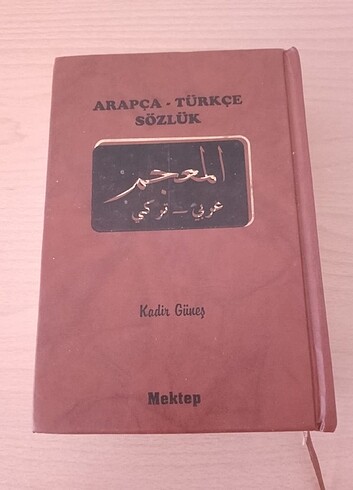 ARAPÇA - TÜRKÇE
SÖZLÜK
المعجم
عربي - تركي
Kadir Güneş
Mektep